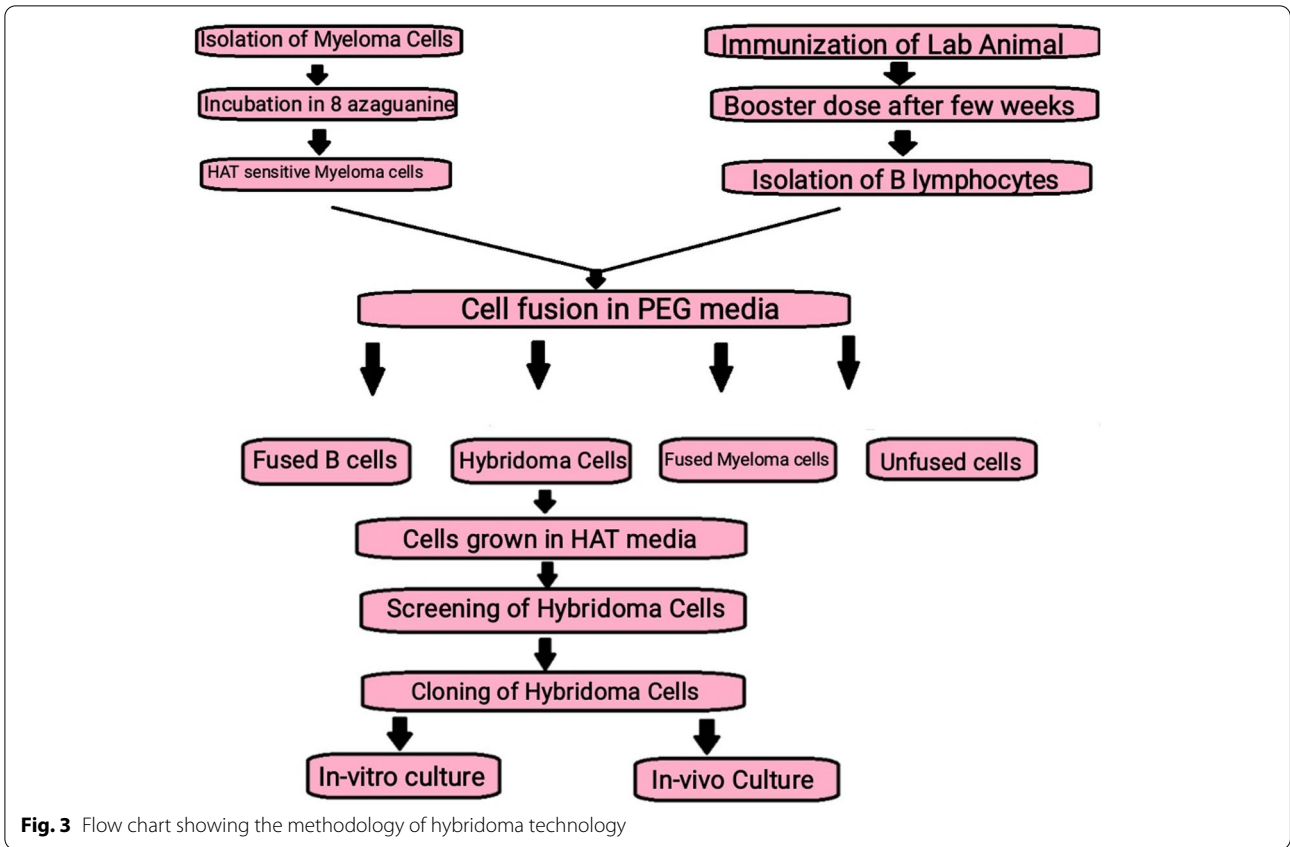 Isolation of Myeloma Cells
Immunization of Lab Animal
Incubation in 8 azaguanine
Booster dose after few weeks
HAT sensitive Myeloma cells
Isolation of B lymphocytes
Cell fusion in PEG media
Fused B cells
Hybridoma Cells
Fused Myeloma cells
Unfused cells
Cells grown in HAT media
Screening of Hybridoma Cells
Cloning of Hybridoma Cells
In-vitro culture
In-vivo Culture
Fig. 3 Flow chart showing the methodology of hybridoma technology